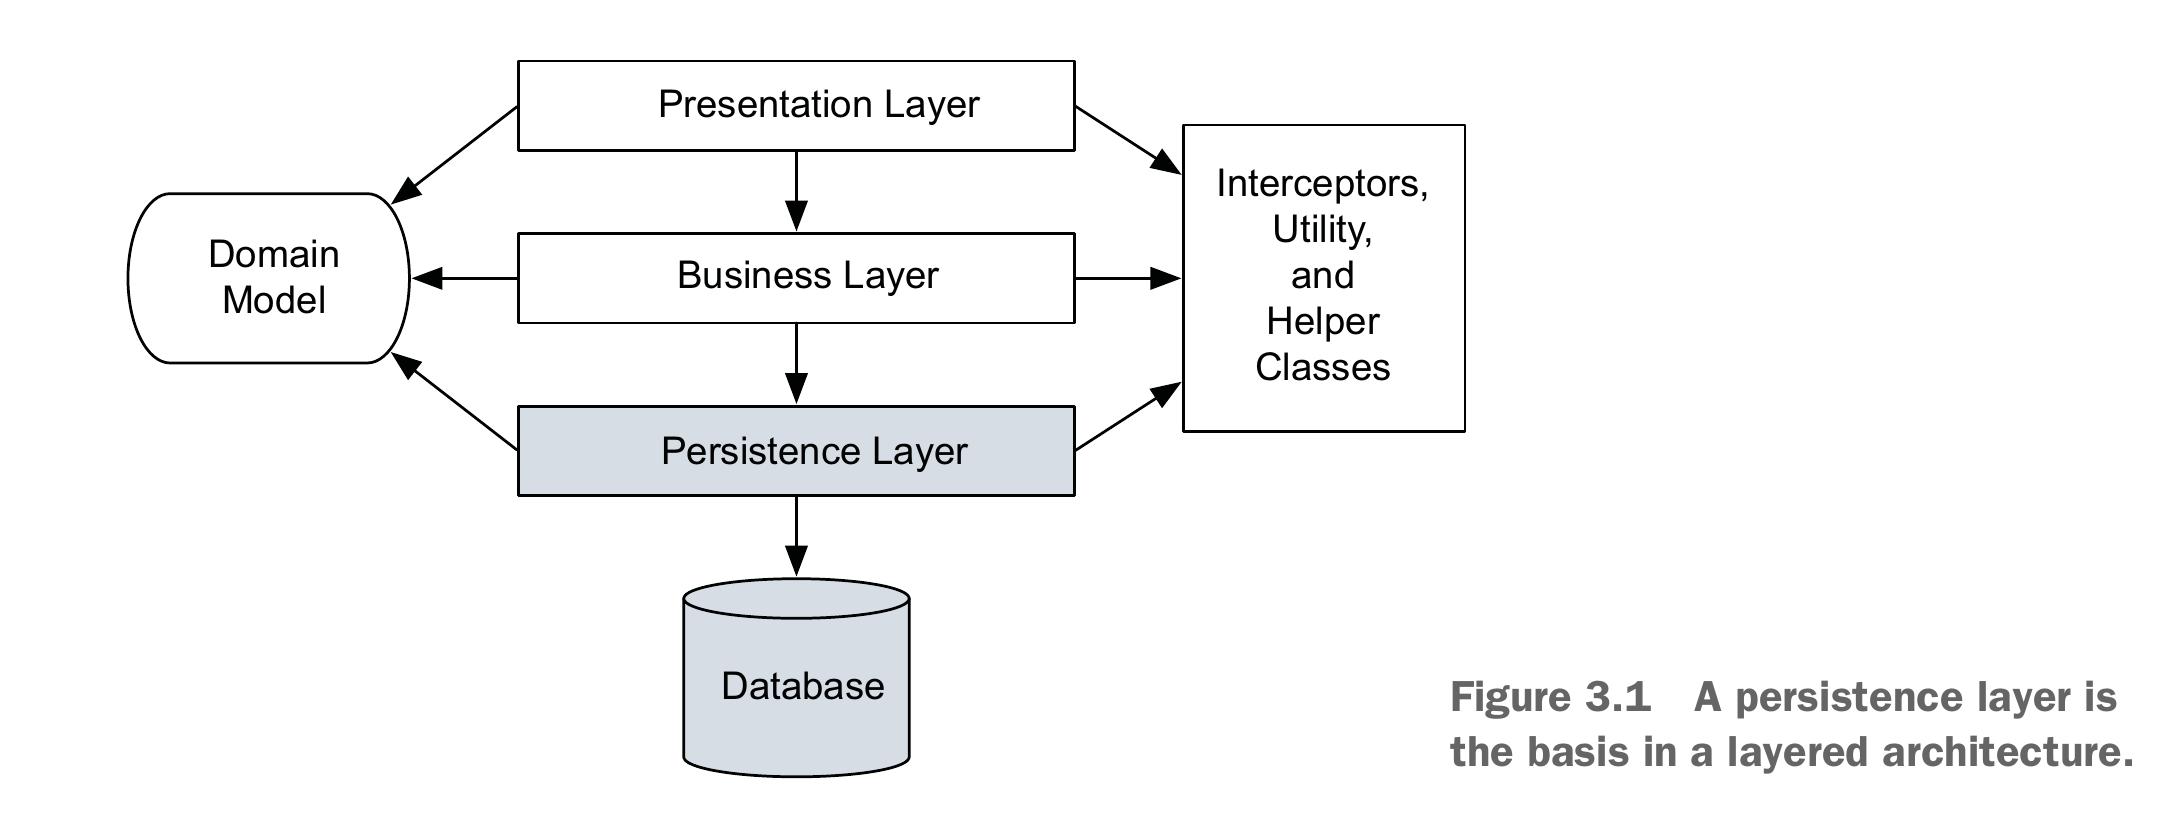 Presentation Layer
Domain
Model
Business Layer
Interceptors,
Utility,
and
Helper
Classes
Persistence Layer
Database
Figure 3.1 A persistence layer is
the basis in a layered architecture.